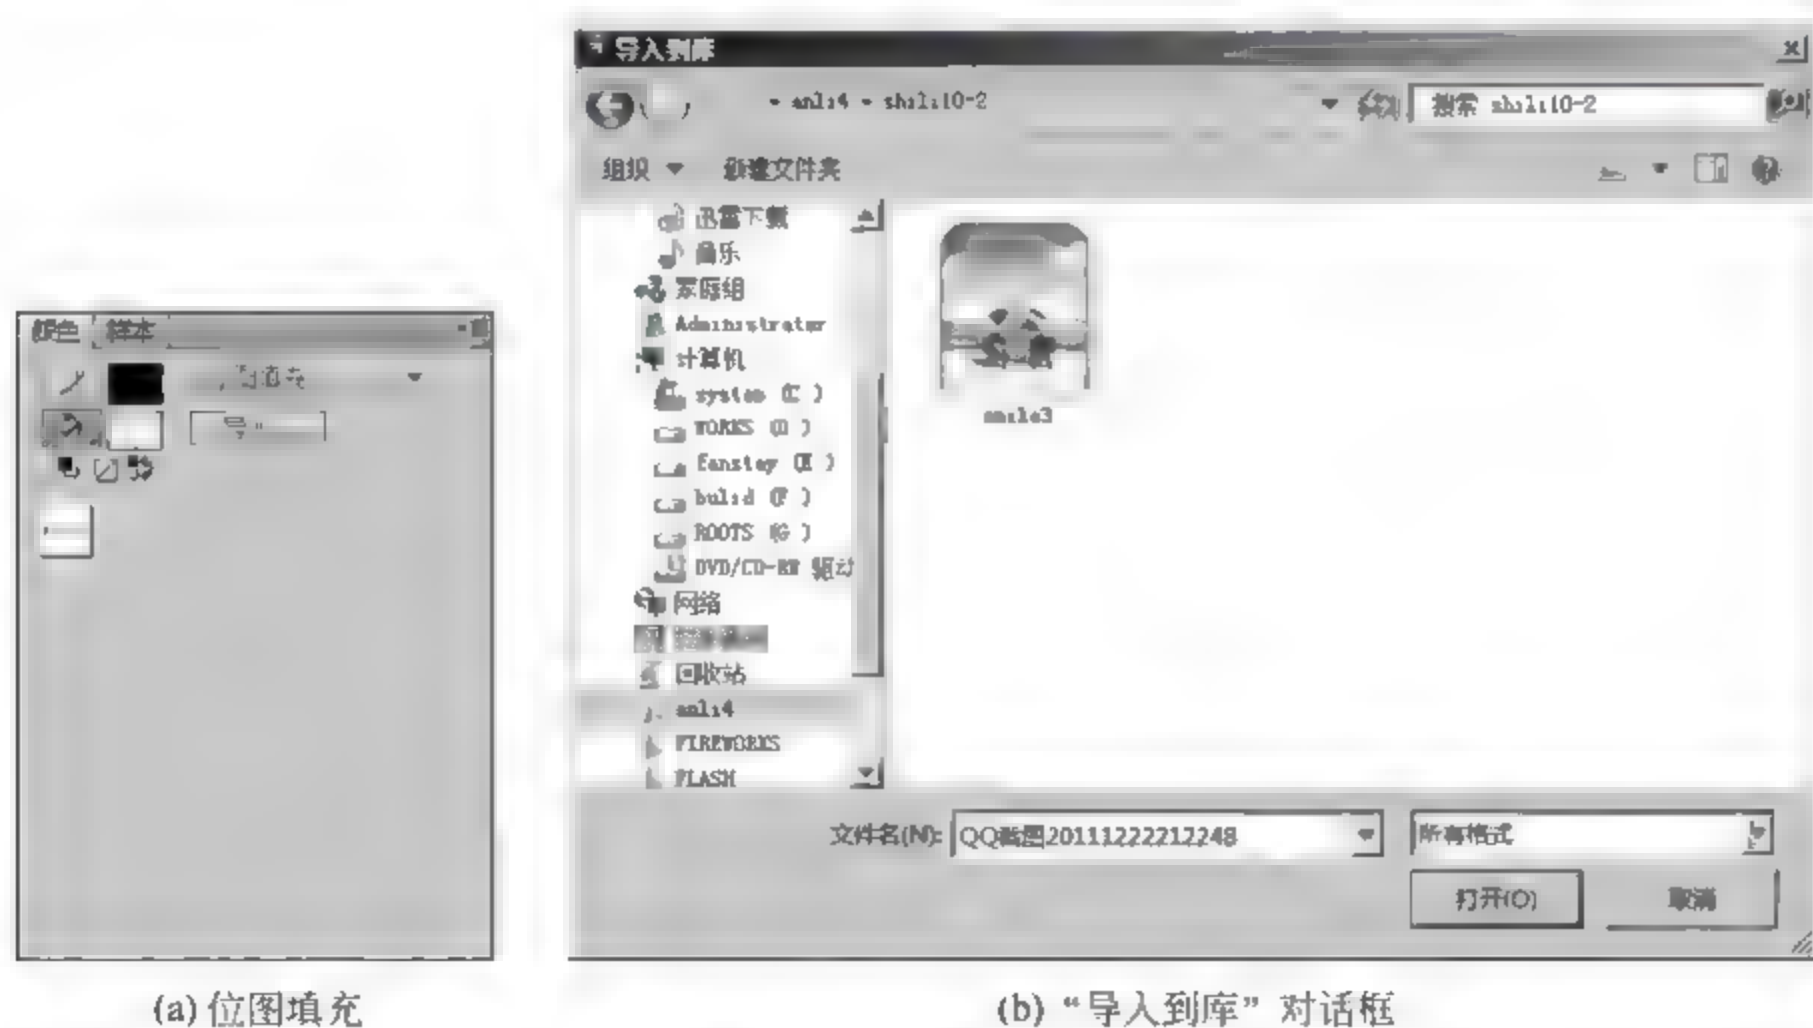 颜色 样本
导入到库
anli4 shili10-2
搜索 shili10-2
组织 新建文件夹
迅雷下载
音乐
家庭组
Administrator
计算机
system (C )
WORKS (D )
fanstey (E )
bulid (F )
ROOTS (G )
DVD/CD-RW 驱动
网络
回收站
anli4
FIREWORKS
FLASH
文件名(N): QQ截图20111222212248
所有格式
打开(O) 取消
(a) 位图填充
(b) “导入到库” 对话框